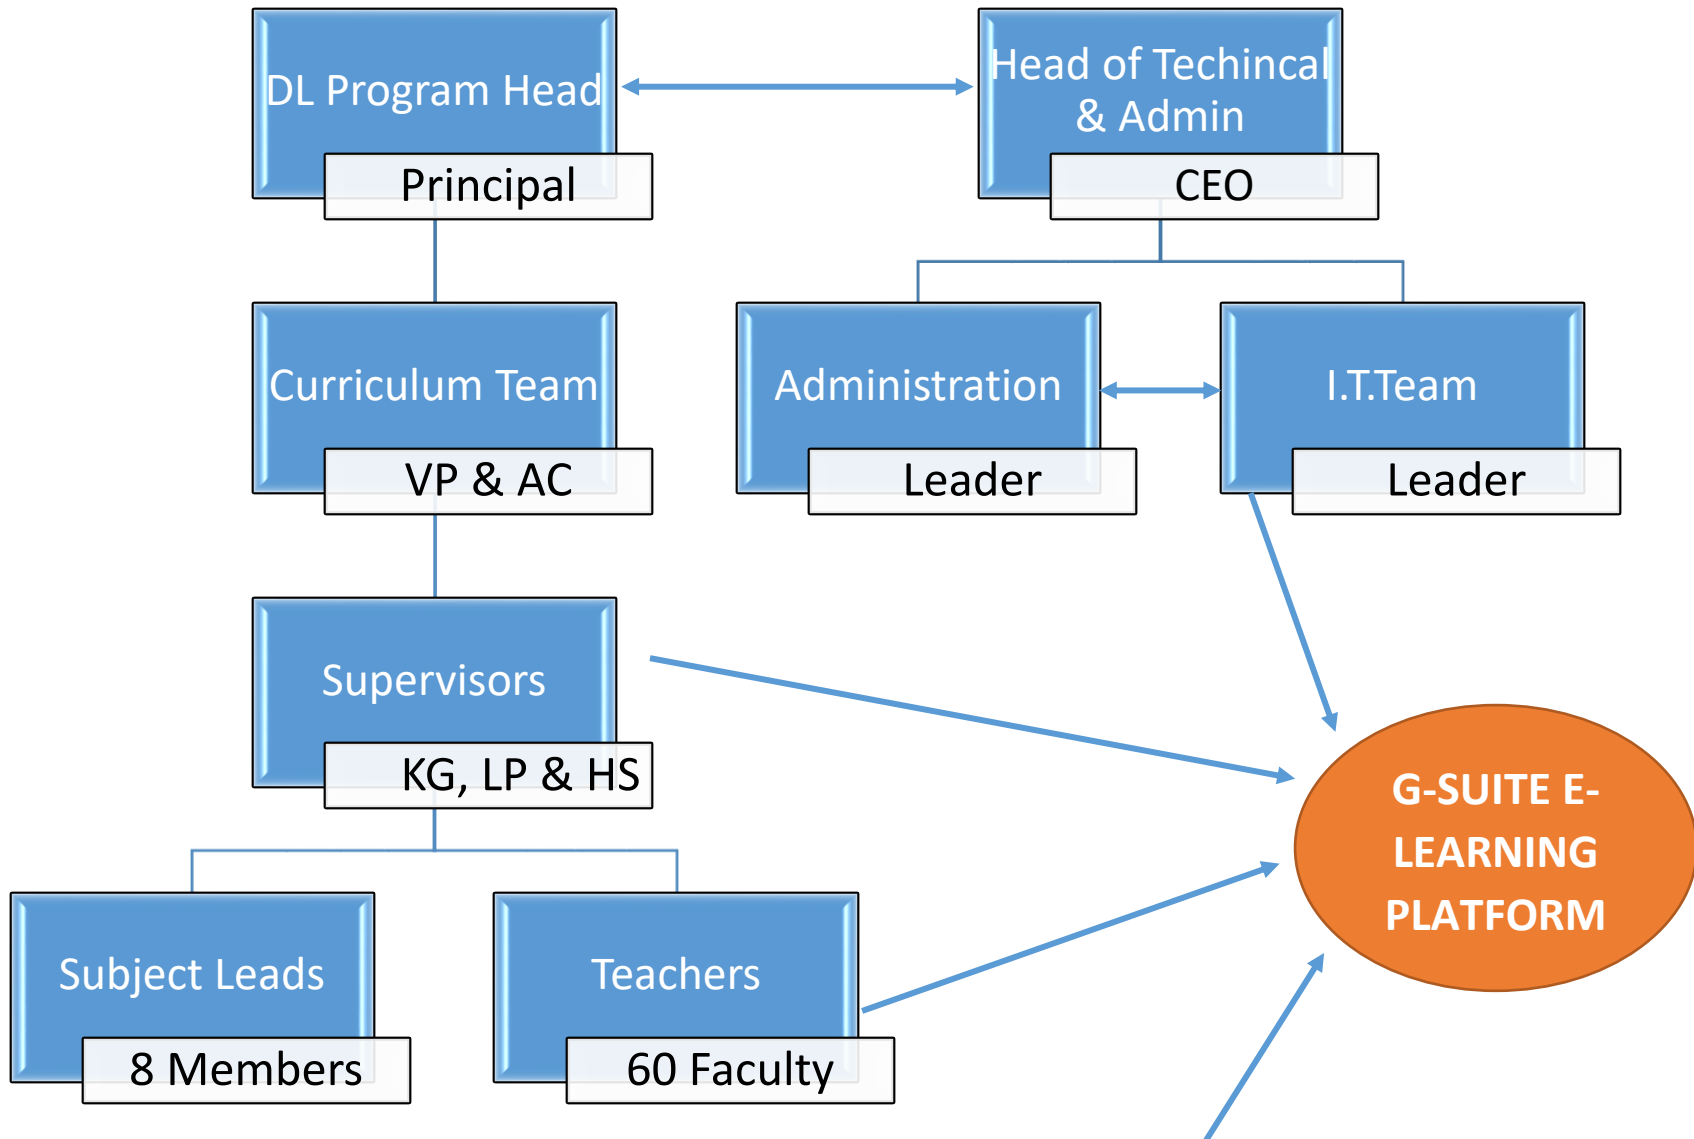 DL Program Head
Principal
Head of Techincal
& Admin
CEO
Curriculum Team
VP & AC
Administration
Leader
I.T.Team
Leader
Supervisors
KG, LP & HS
Subject Leads
8 Members
Teachers
60 Faculty
G-SUITE E-
LEARNING
PLATFORM